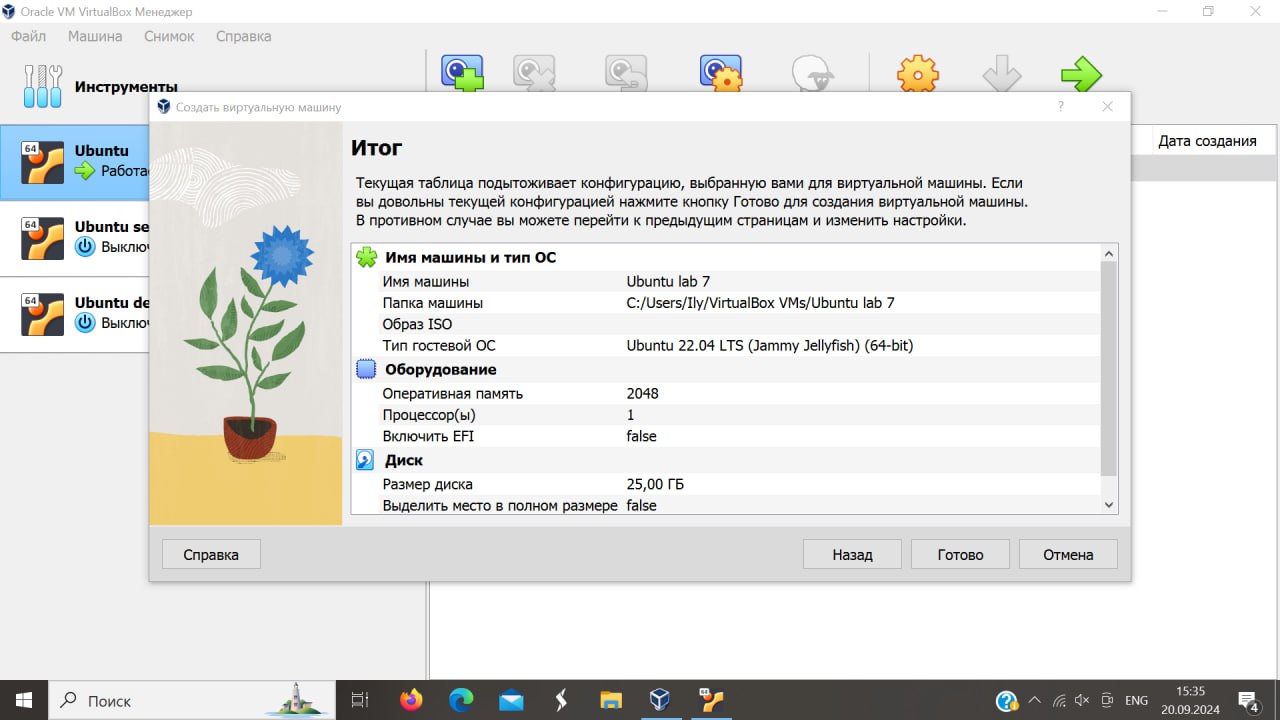 Oracle VM VirtualBox Менеджер
Файл Машина Снимок Справка
Инструменты
Дата создания
64
Ubuntu
64
Ubuntu
64
Ubuntu
Создать виртуальную машину
?
Итог
Текущая таблица подытоживает конфигурацию, выбранную вами для виртуальной машины. Если
вы довольны текущей конфигурацией нажмите кнопку Готово для создания виртуальной машины.
В противном случае вы можете перейти к предыдущим страницам и изменить настройки.
Имя машины и тип ОС
Имя машины Ubuntu lab 7
Папка машины C:/Users/Ily/VirtualBox VMs/Ubuntu lab 7
Образ ISO
Тип гостевой ОС Ubuntu 22.04 LTS (Jammy Jellyfish) (64-bit)
Оборудование
Оперативная память 2048
Процессор(ы) 1
Включить EFI false
Диск
Размер диска 25,00 ГБ
Выделить место в полном размере false
Справка Назад Готово Отмена
Поиск
ENG
15:35
20.09.2024
4